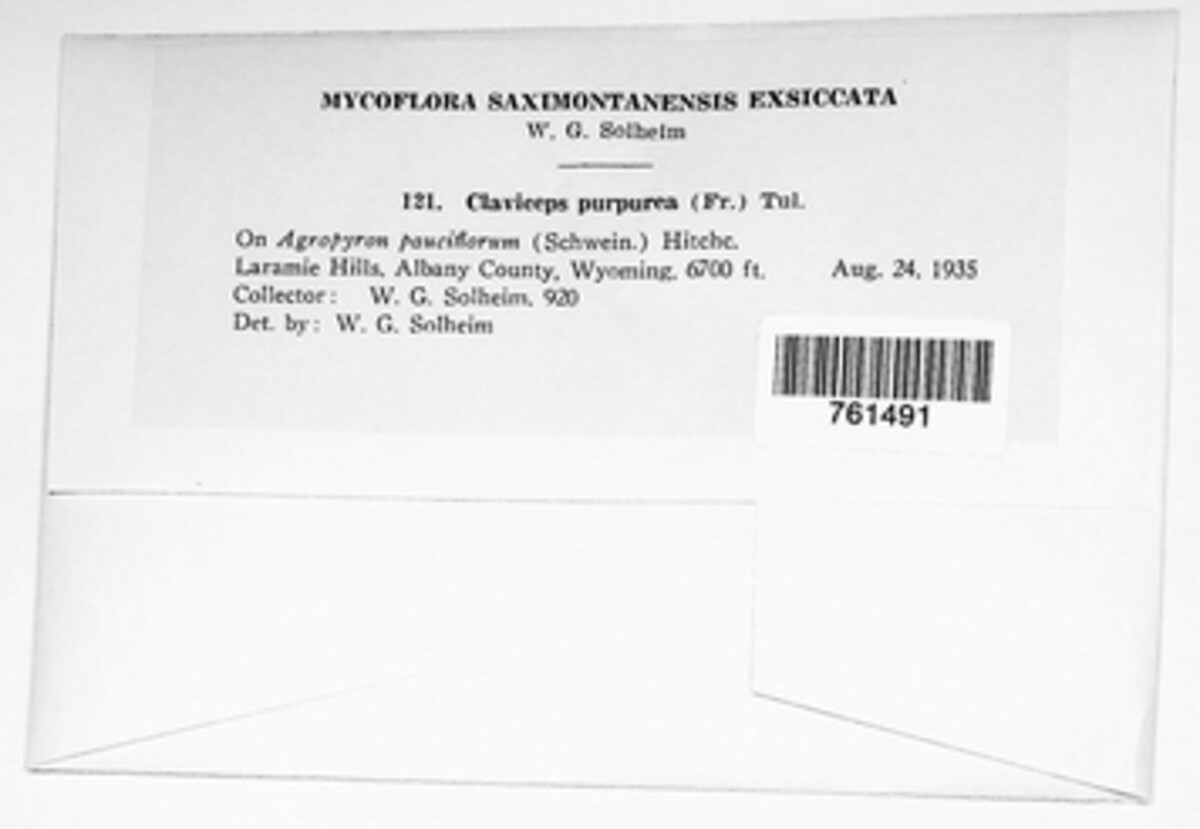 MYCOFLORA SAXIMONTANENSIS EXSICCATA
W. G. Solheim
121. Claviceps purpurea (Fr.) Tul.
On Agropyron pauciflorum (Schwein.) Hitchc.
Laramie Hills, Albany County, Wyoming, 6700 ft. Aug. 24, 1935
Collector: W. G. Solheim, 920
Det. by: W. G. Solheim
761491